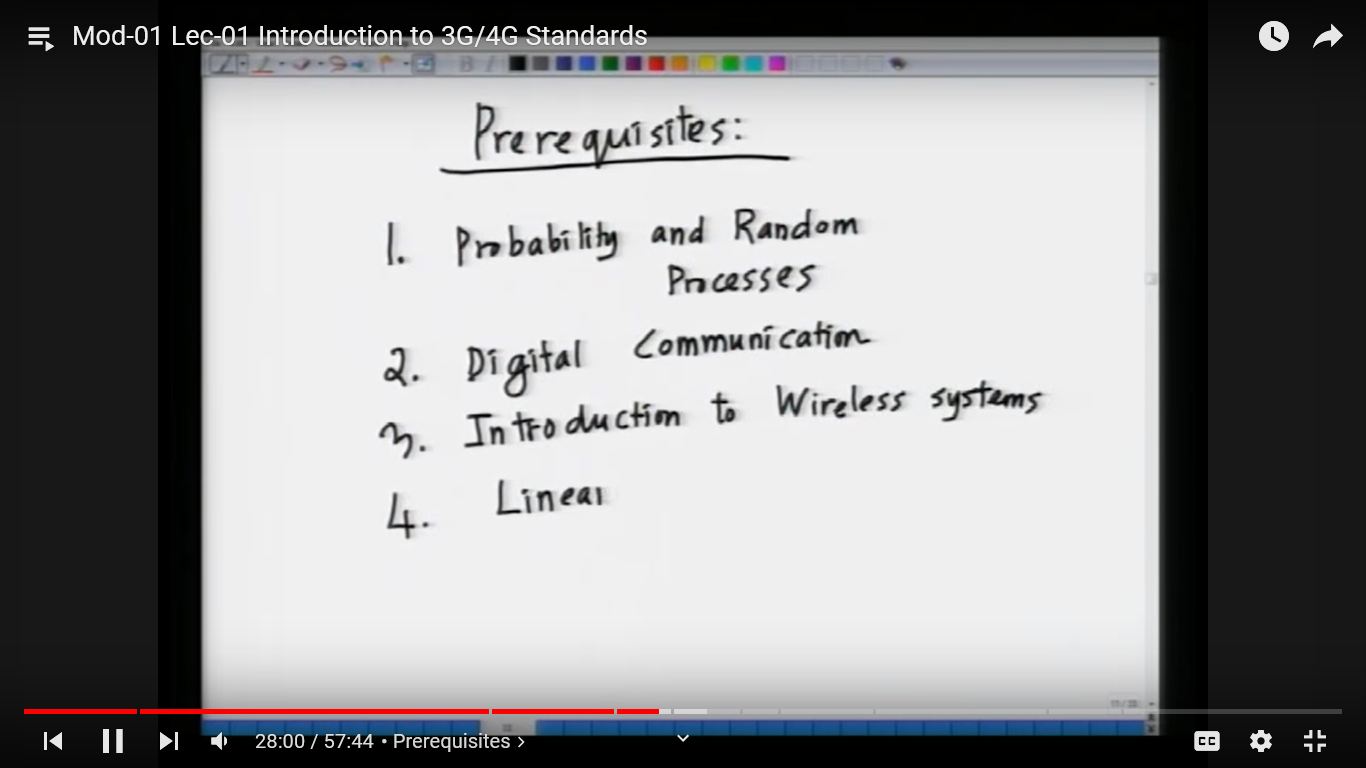 Mod-01 Lec-01 Introduction to 3G/4G Standards
Prerequisites:
1. Probability and Random
Processes
2. Digital Communication
3. Introduction to Wireless systems
4. Linear
28:00 / 57:44 • Prerequisites >
CC